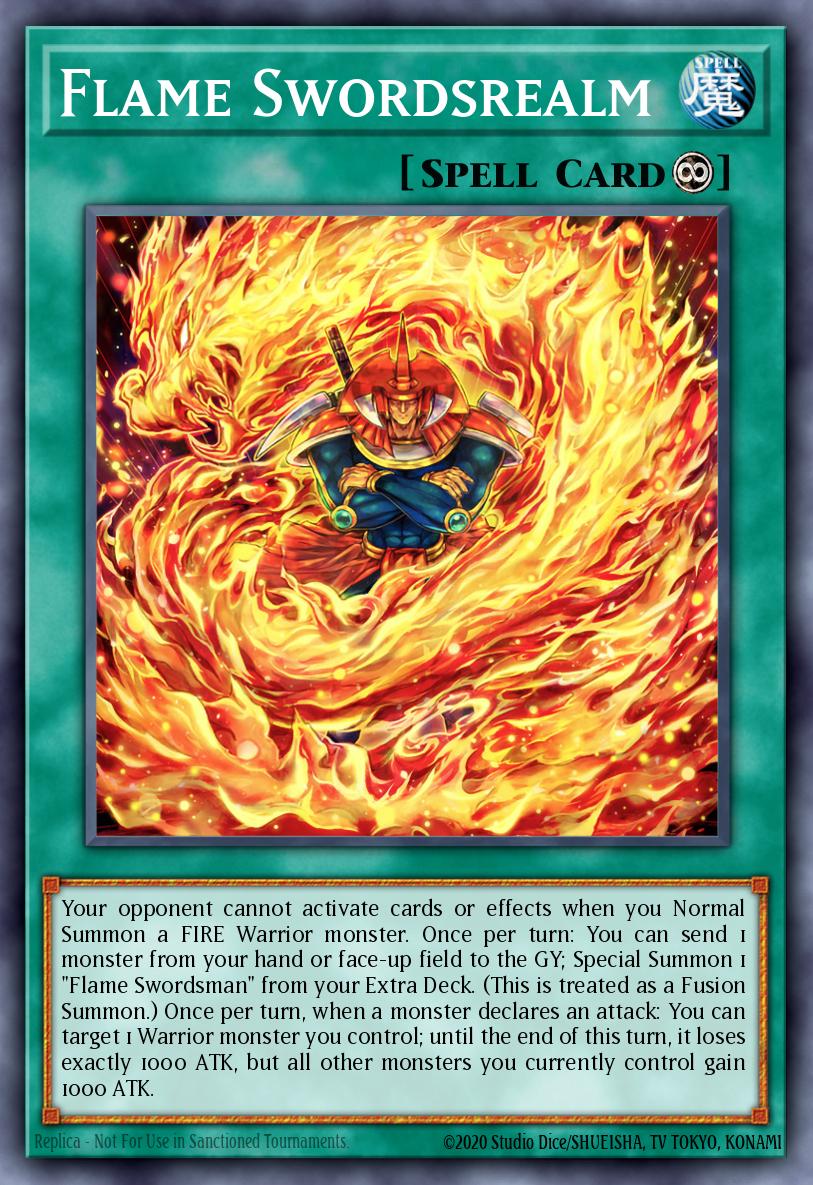 Flame Swordsrealm
SPELL
魔
[Spell Card♾]
Your opponent cannot activate cards or effects when you Normal
Summon a FIRE Warrior monster. Once per turn: You can send 1
monster from your hand or face-up field to the GY; Special Summon 1
"Flame Swordsman" from your Extra Deck. (This is treated as a Fusion
Summon.) Once per turn, when a monster declares an attack: You can
target 1 Warrior monster you control; until the end of this turn, it loses
exactly 1000 ATK, but all other monsters you currently control gain
1000 ATK.
Replica - Not For Use in Sanctioned Tournaments.
©2020 Studio Dice/SHUEISHA, TV TOKYO, KONAMI